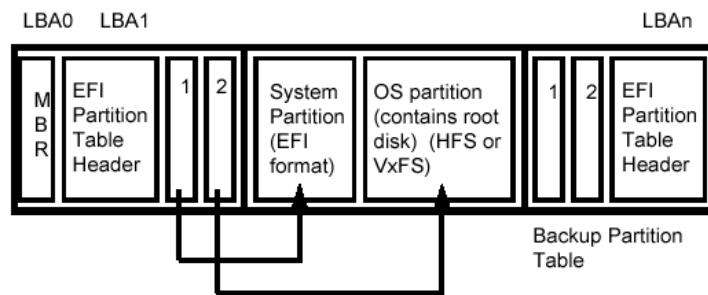 LBA0 LBA1 LBAn
M
B
R
EFI
Partition
Table
Header
1
2
System
Partition
(EFI
format)
OS partition
(contains root
disk) (HFS or
VxFS)
1
2
EFI
Partition
Table
Header
Backup Partition
Table